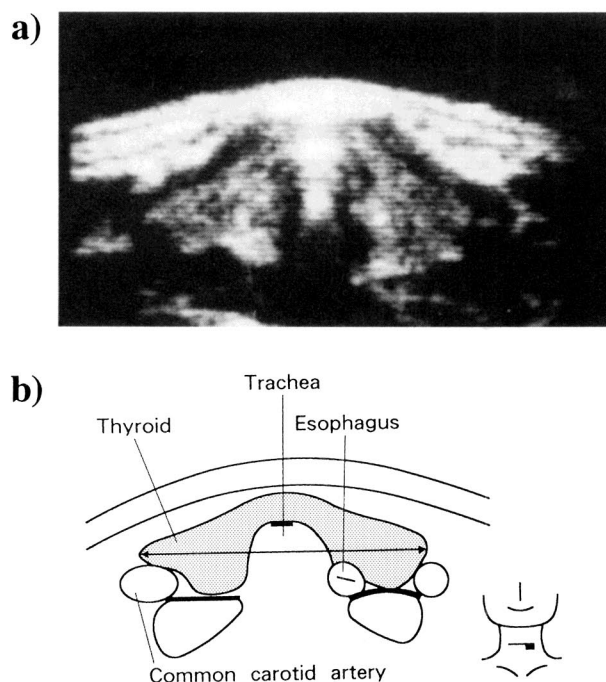 a)
b)
Trachea
Thyroid
Esophagus
Common carotid artery